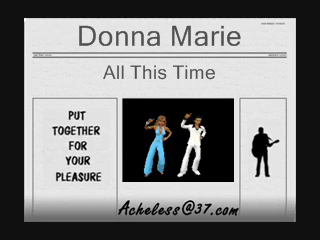 Donna Marie
All This Time
PUT
TOGETHER
FOR
YOUR
PLEASURE
Acheless@37.com